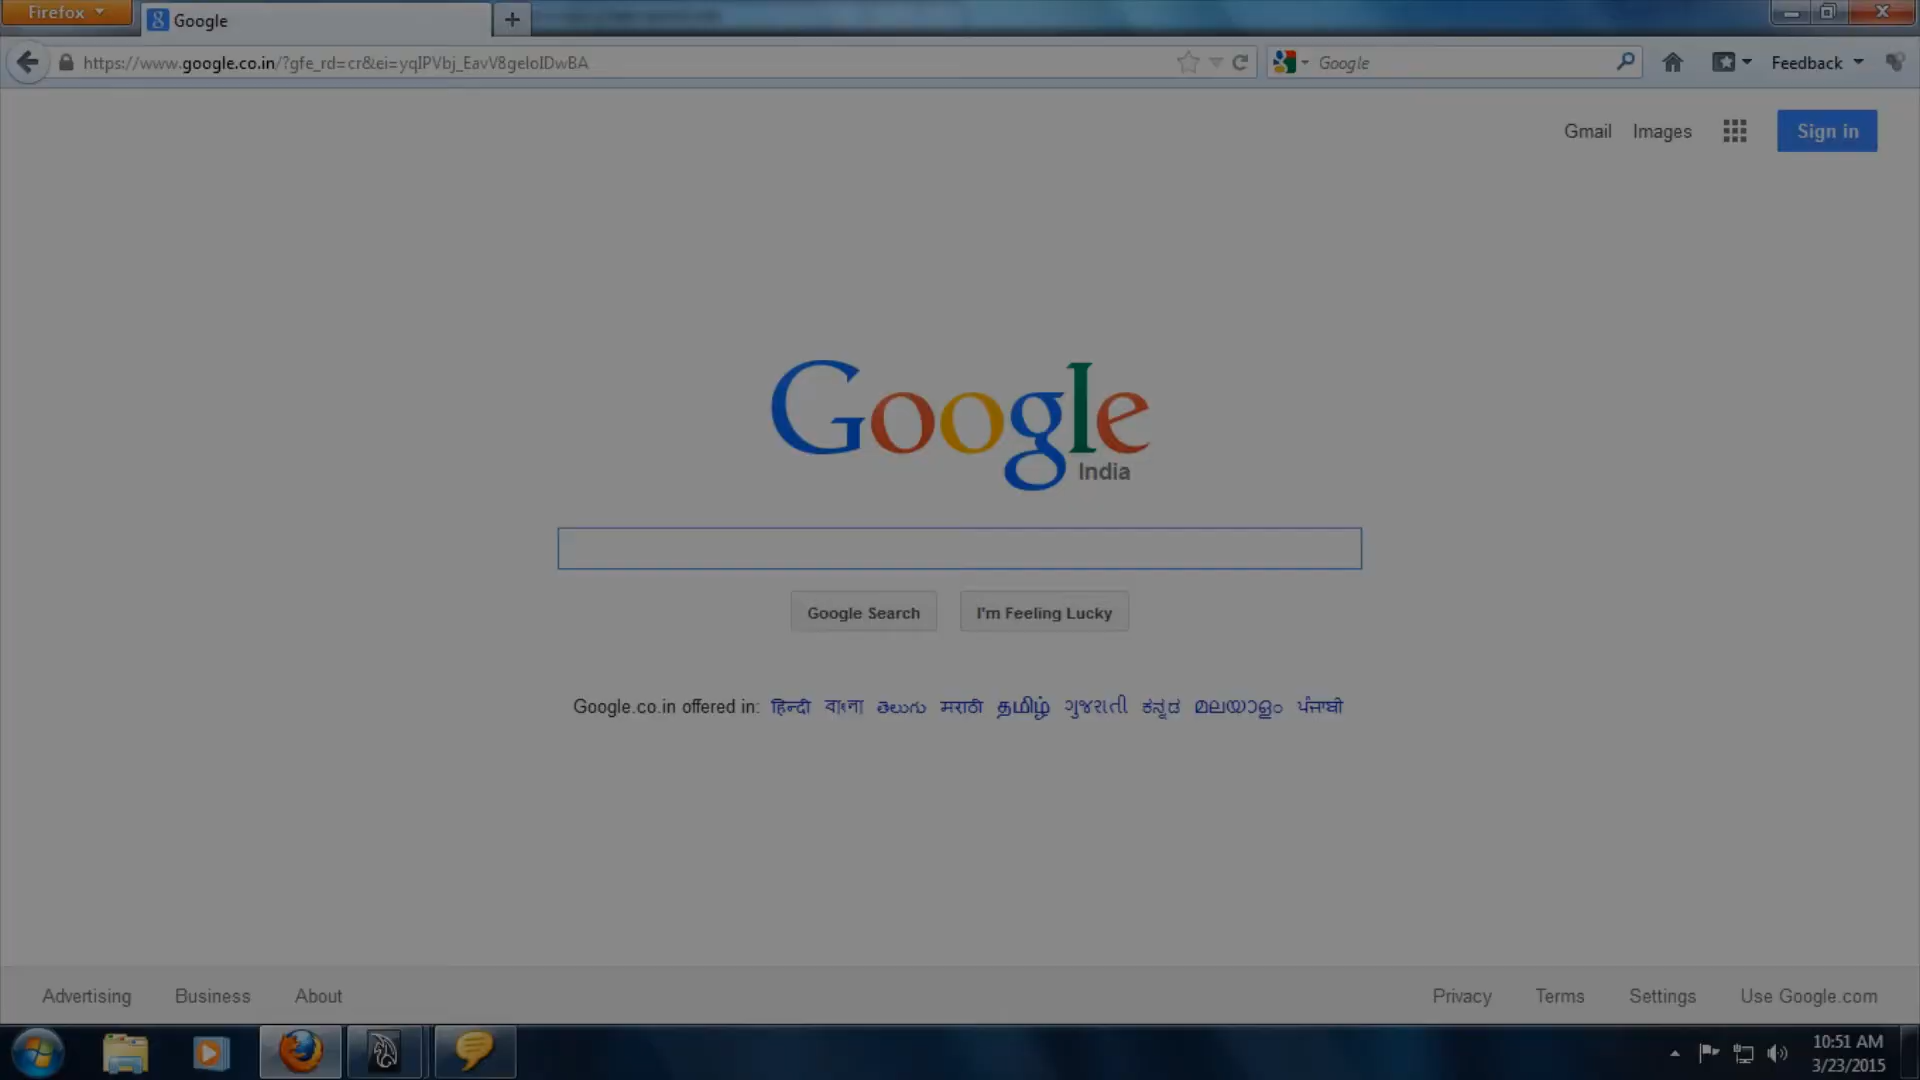 Firefox
Google
https://www.google.co.in/?gfe_rd=cr&ei=yqIPVbj_EavV8geloIDwBA
Google
Feedback
Gmail Images Sign in
Google
India
Google Search I'm Feeling Lucky
Google.co.in offered in: हिन्दी বাংলা తెలుగు मराठी தமிழ் ગુજરાતી ಕನ್ನಡ മലയാളം ਪੰਜਾਬੀ
Advertising Business About Privacy Terms Settings Use Google.com
10:51 AM
3/23/2015